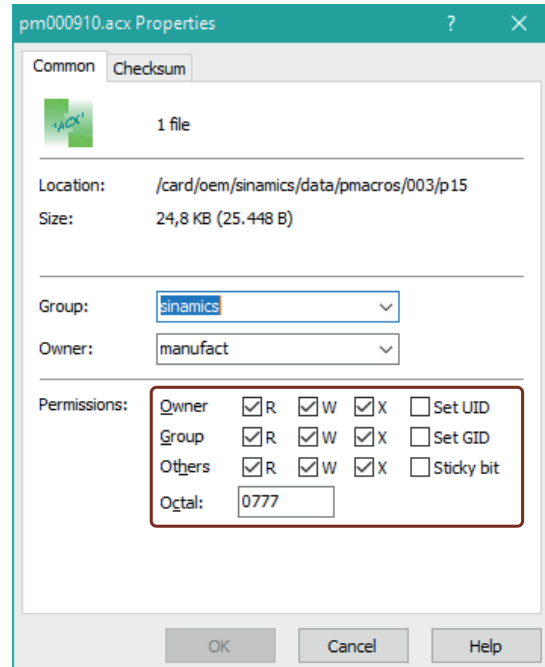 pm000910.acx Properties ? ×
Common Checksum
"ACX"
1 file
Location: /card/oem/sinamics/data/pmacros/003/p15
Size: 24,8 KB (25.448 B)
Group: sinamics
Owner: manufact
Permissions: Owner R W X Set UID
Group R W X Set GID
Others R W X Sticky bit
Octal: 0777
OK Cancel Help